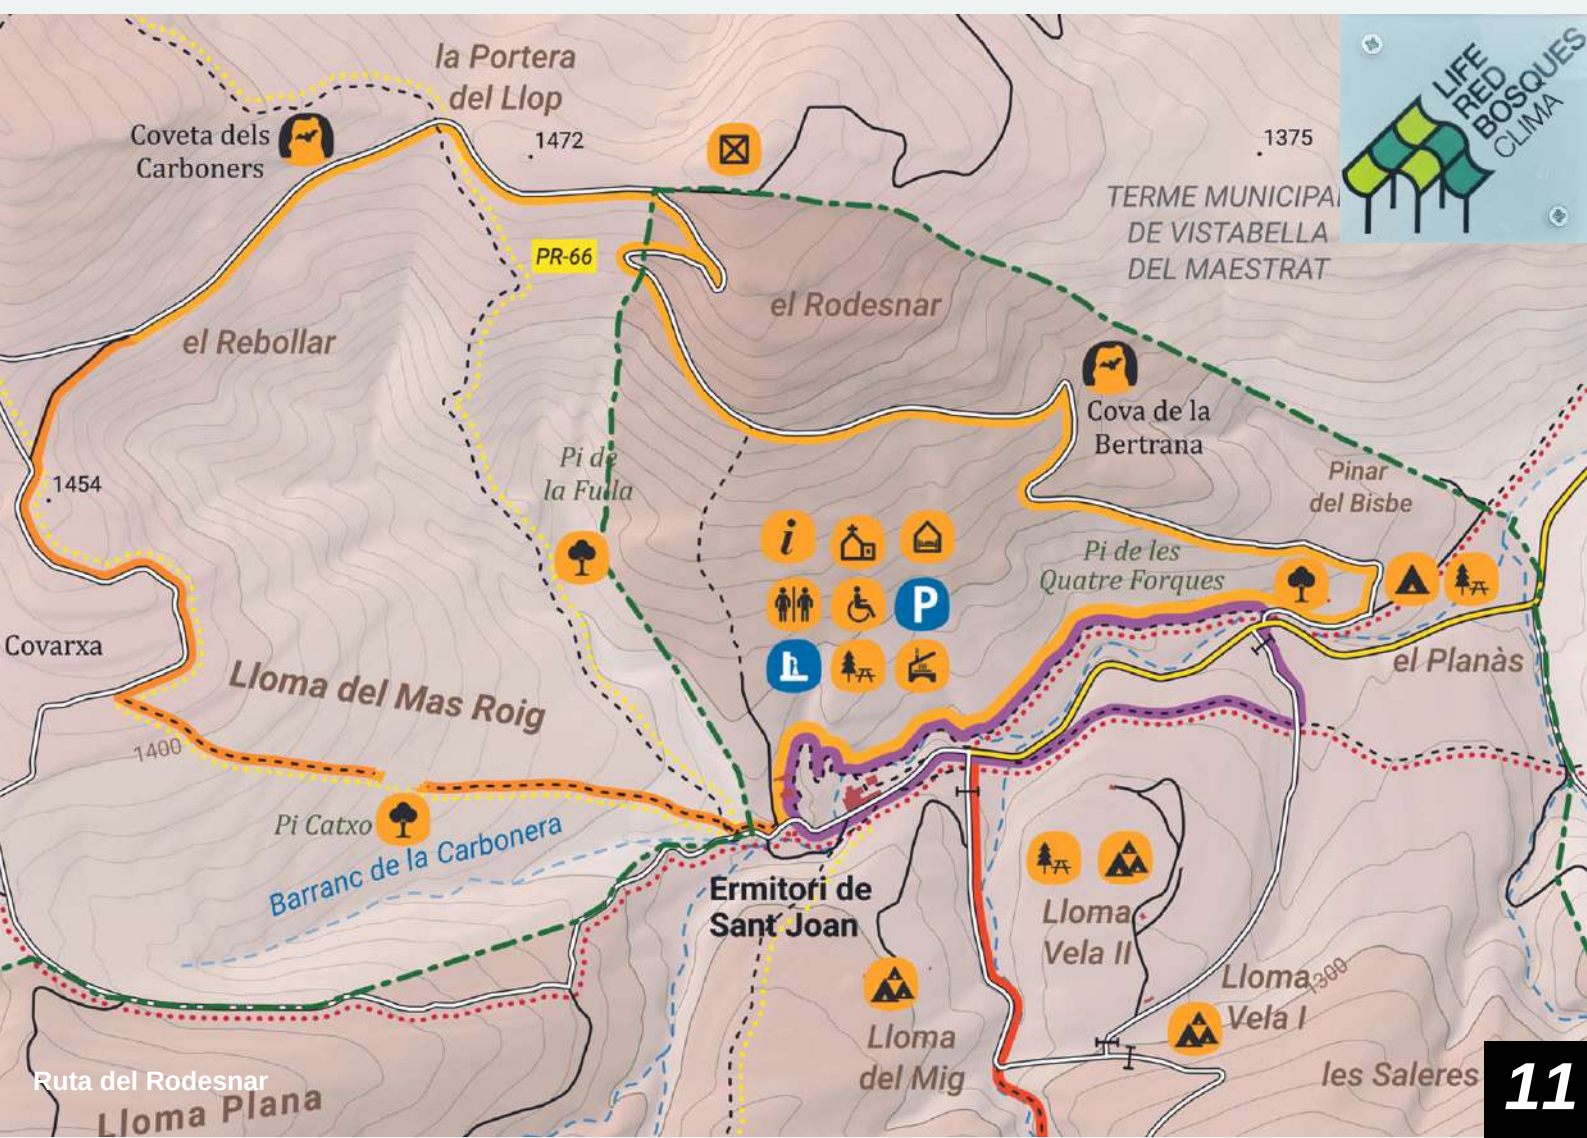 la Portera
del Llop
Coveta dels
Carboners
1472
1375
LIFE
RED
BOSQUES
CLIMA
TERME MUNICIPA
DE VISTABELLA
DEL MAESTRAT
PR-66
el Rodesnar
el Rebollar
Cova de la
Bertrana
Pi de
la Fulla
1454
Pinar
del Bisbe
i
Pi de les
Quatre Forques
P
Covarxa
el Planàs
Lloma del Mas Roig
1400
Pi Catxo
Barranc de la Carbonera
Ermitori de
Sant Joan
Lloma
Vela II
Lloma
Vela I
1300
Lloma
del Mig
les Saleres
Ruta del Rodesnar
Lloma Plana
11